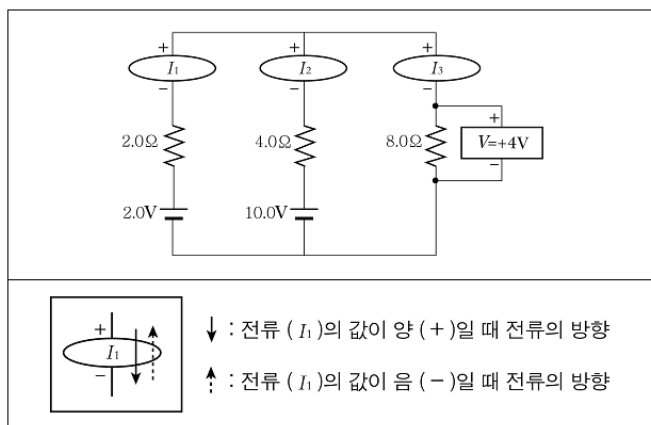 + + +
I1 I2 I3
− − −
+
2.0Ω 4.0Ω 8.0Ω V=+4V
−
2.0V 10.0V
+
I1
−
: 전류 ( I1 )의 값이 양 (+)일 때 전류의 방향
: 전류 ( I1 )의 값이 음 (−)일 때 전류의 방향